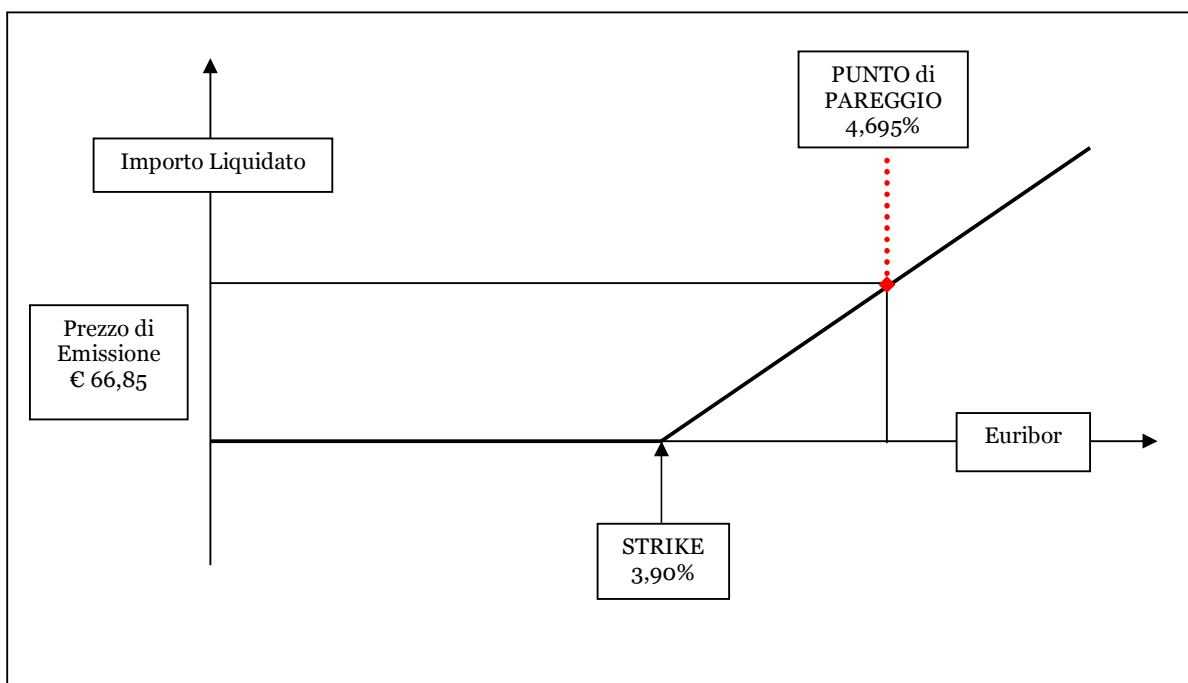 PUNTO di
PAREGGIO
4,695%
Importo Liquidato
Prezzo di
Emissione
€ 66,85
Euribor
STRIKE
3,90%